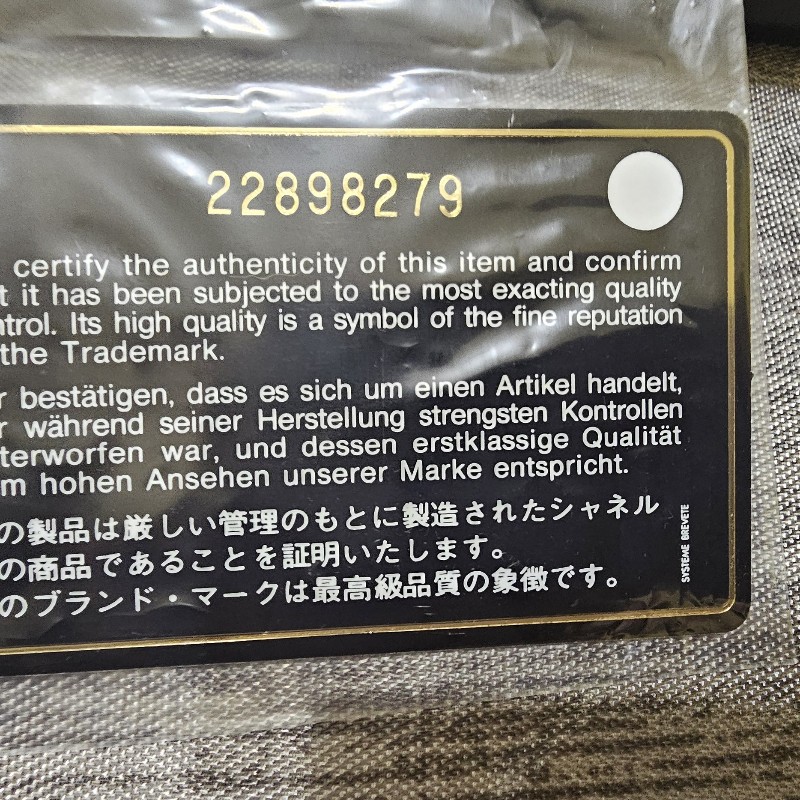 22898279
certify the authenticity of this item and confirm
t it has been subjected to the most exacting quality
ntrol. Its high quality is a symbol of the fine reputation
the Trademark.
r bestätigen, dass es sich um einen Artikel handelt,
r während seiner Herstellung strengsten Kontrollen
terworfen war, und dessen erstklassige Qualität
m hohen Ansehen unserer Marke entspricht.
の製品は厳しい管理のもとに製造されたシャネル
の商品であることを証明いたします。
のブランド・マークは最高級品質の象徴です。
SYSTEME BREVETE